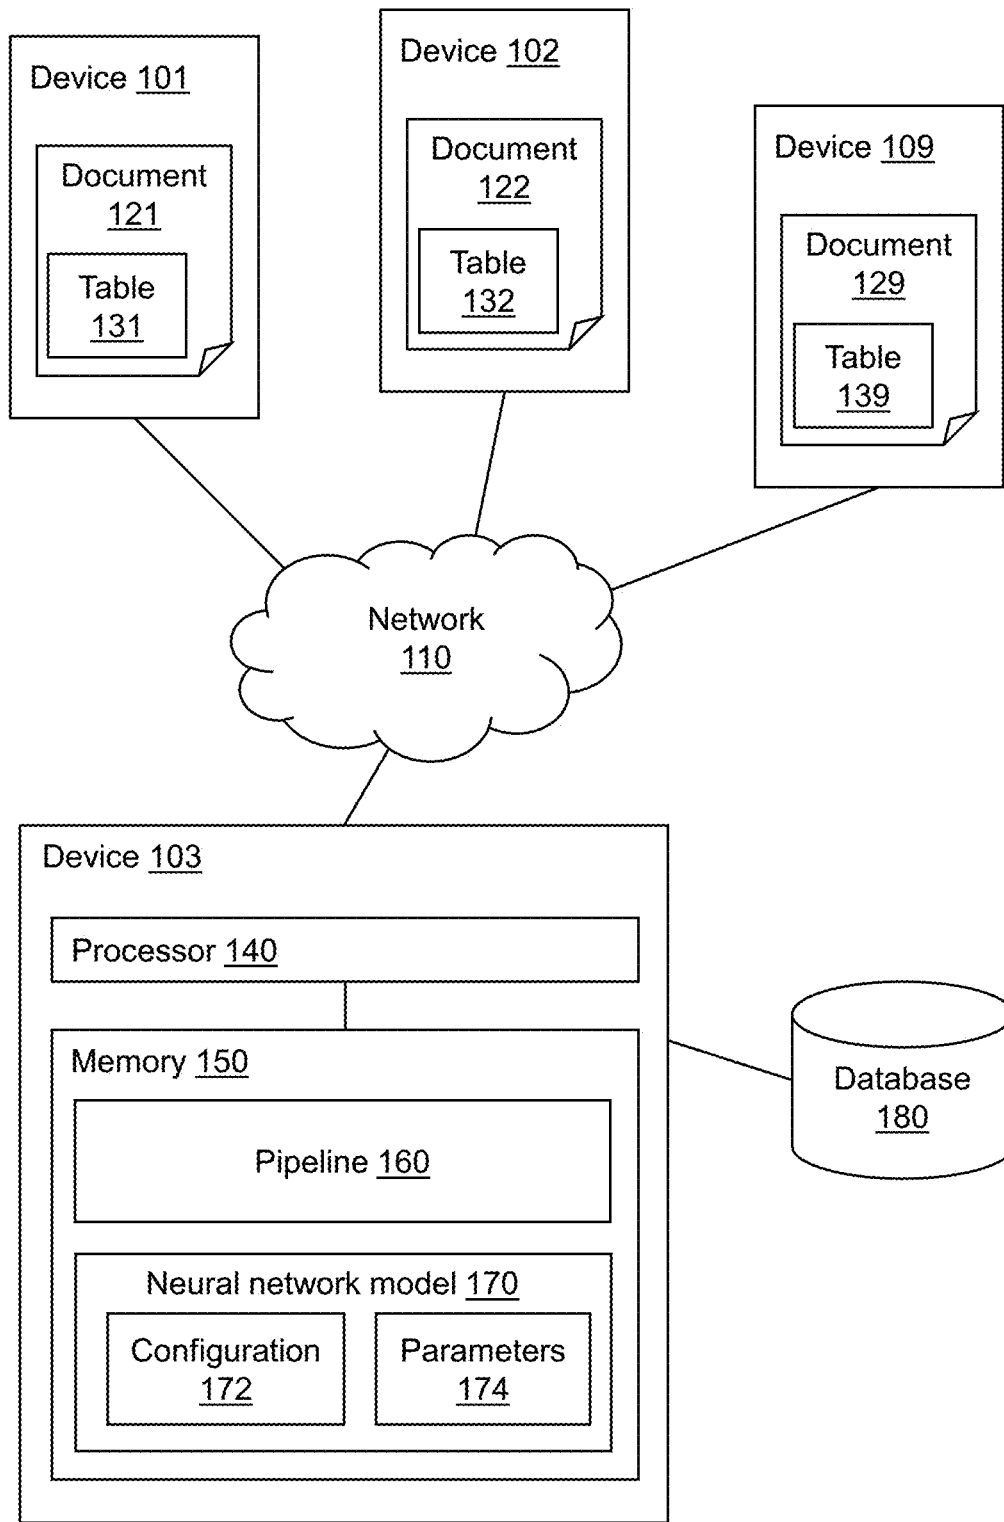 Device 101
Document
121
Table
131
Device 102
Document
122
Table
132
Device 109
Document
129
Table
139
Network
110
Device 103
Processor 140
Memory 150
Pipeline 160
Neural network model 170
Configuration
172
Parameters
174
Database
180